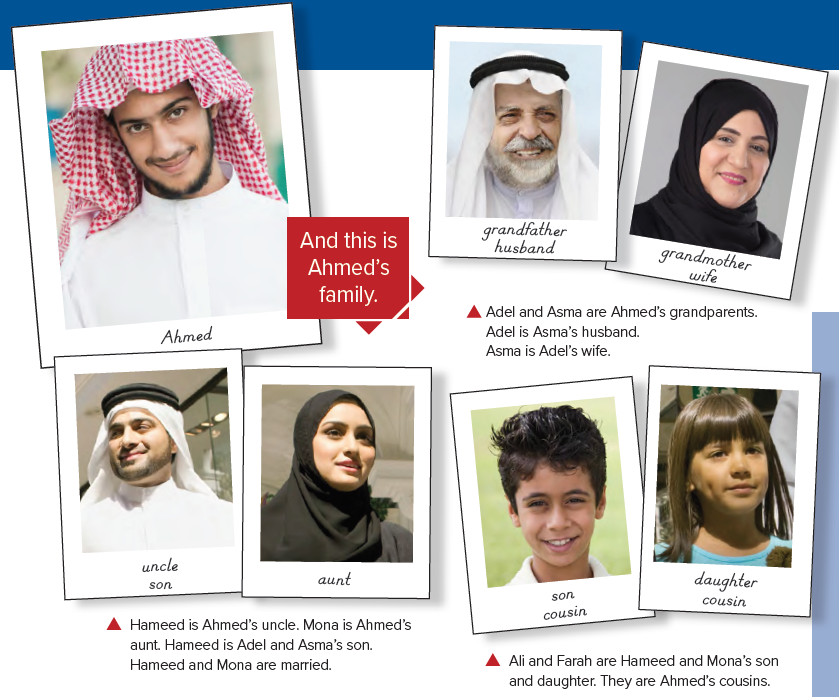 Ahmed
And this is
Ahmed's
family.
grandfather
husband
grandmother
wife
Adel and Asma are Ahmed's grandparents.
Adel is Asma's husband.
Asma is Adel's wife.
uncle
son
aunt
Hameed is Ahmed's uncle. Mona is Ahmed's
aunt. Hameed is Adel and Asma's son.
Hameed and Mona are married.
son
cousin
daughter
cousin
Ali and Farah are Hameed and Mona's son
and daughter. They are Ahmed's cousins.